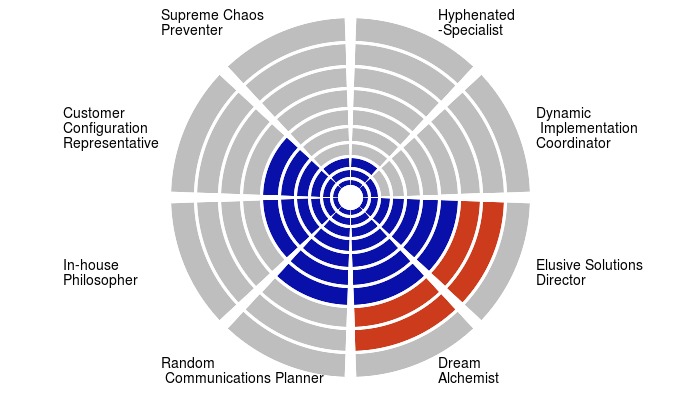 Supreme Chaos
Preventer
Hyphenated
-Specialist
Customer
Configuration
Representative
Dynamic
Implementation
Coordinator
In-house
Philosopher
Elusive Solutions
Director
Random
Communications Planner
Dream
Alchemist